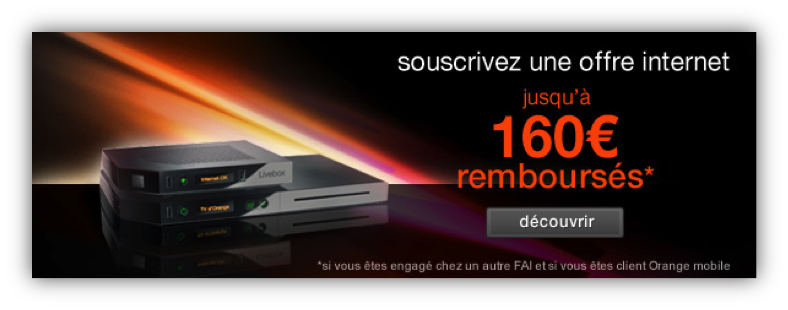 souscrivez une offre internet
jusqu'à
160€
remboursés*
découvrir
*si vous êtes engagé chez un autre FAI et si vous êtes client Orange mobile
Livebox
TV d'Orange